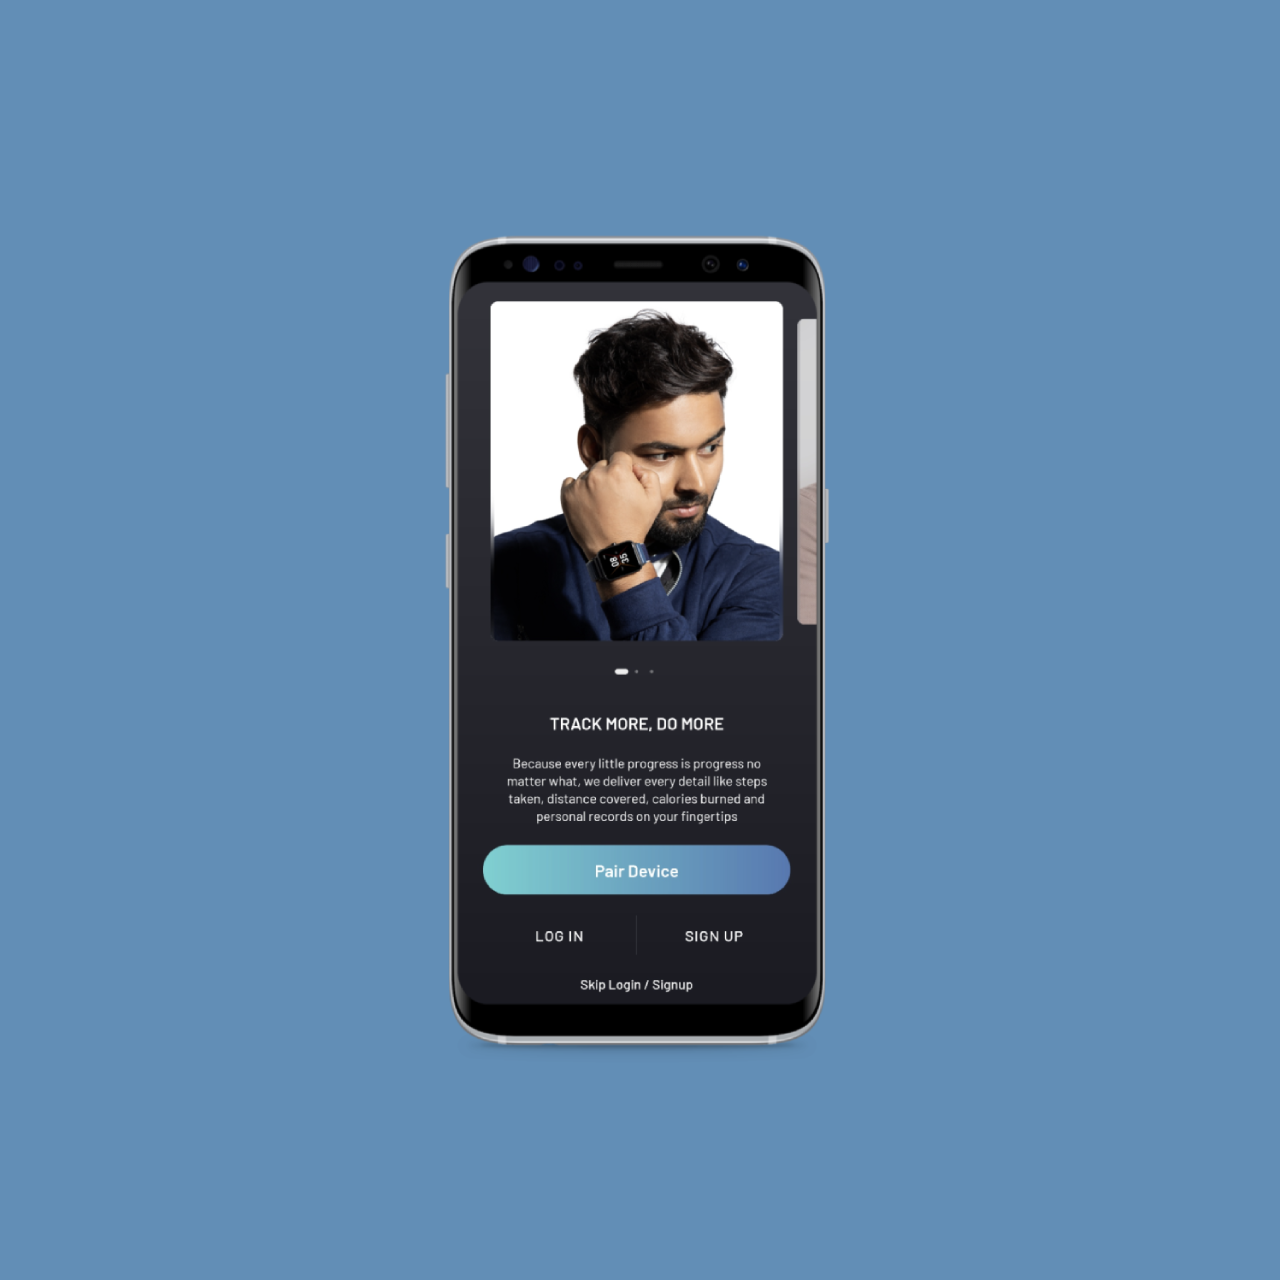 08
35
TRACK MORE, DO MORE
Because every little progress is progress no
matter what, we deliver every detail like steps
taken, distance covered, calories burned and
personal records on your fingertips
Pair Device
LOG IN
SIGN UP
Skip Login / Signup